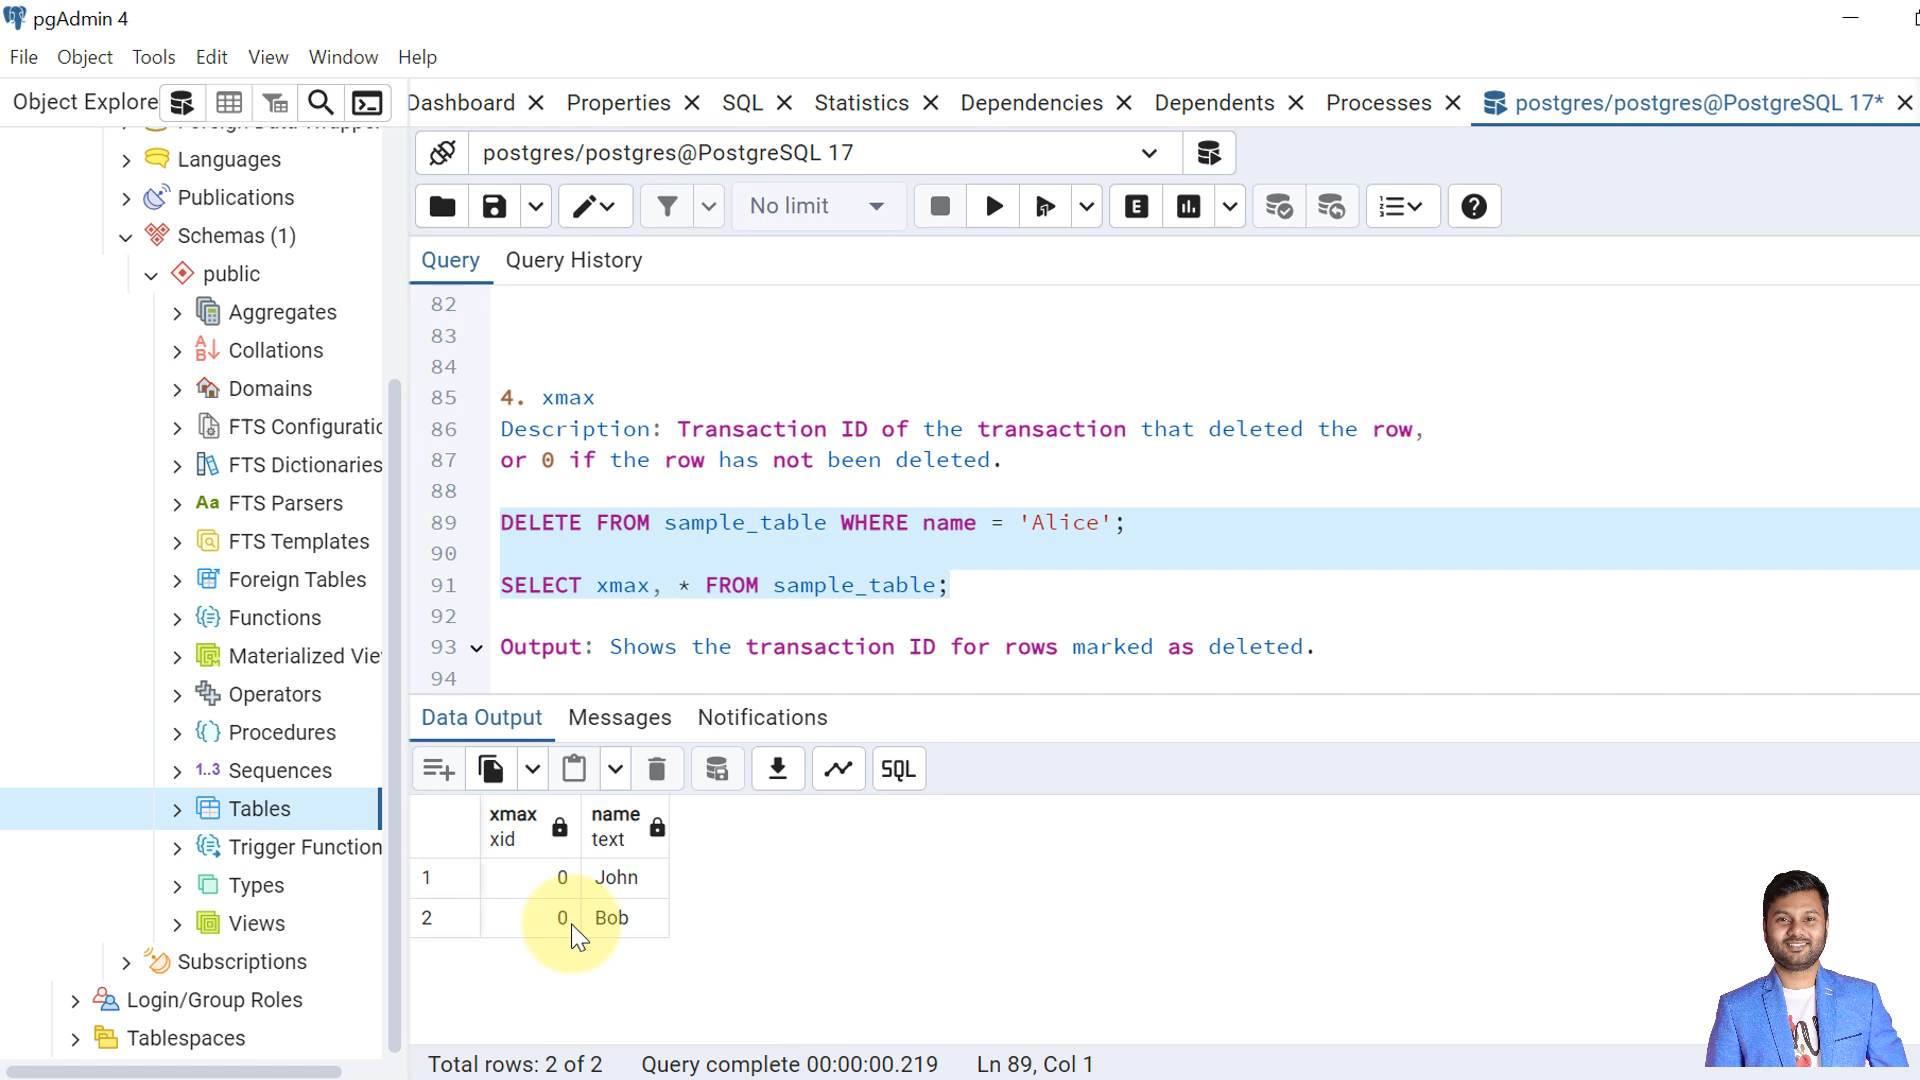 pgAdmin 4
File Object Tools Edit View Window Help
Object Explore
Dashboard Properties SQL Statistics Dependencies Dependents Processes postgres/postgres@PostgreSQL 17*
Languages
Publications
Schemas (1)
public
Aggregates
Collations
Domains
FTS Configuratic
FTS Dictionaries
Aa FTS Parsers
FTS Templates
Foreign Tables
Functions
Materialized Vie
Operators
Procedures
1..3 Sequences
Tables
Trigger Function
Types
Views
Subscriptions
Login/Group Roles
Tablespaces
postgres/postgres@PostgreSQL 17
No limit
E
Query Query History
82
83
84
85 4. xmax
86 Description: Transaction ID of the transaction that deleted the row,
87 or 0 if the row has not been deleted.
88
89 DELETE FROM sample_table WHERE name = 'Alice';
90
91 SELECT xmax, * FROM sample_table;
92
93 Output: Shows the transaction ID for rows marked as deleted.
94
Data Output Messages Notifications
SQL
xmax name
xid text
1 0 John
2 0 Bob
Total rows: 2 of 2 Query complete 00:00:00.219 Ln 89, Col 1